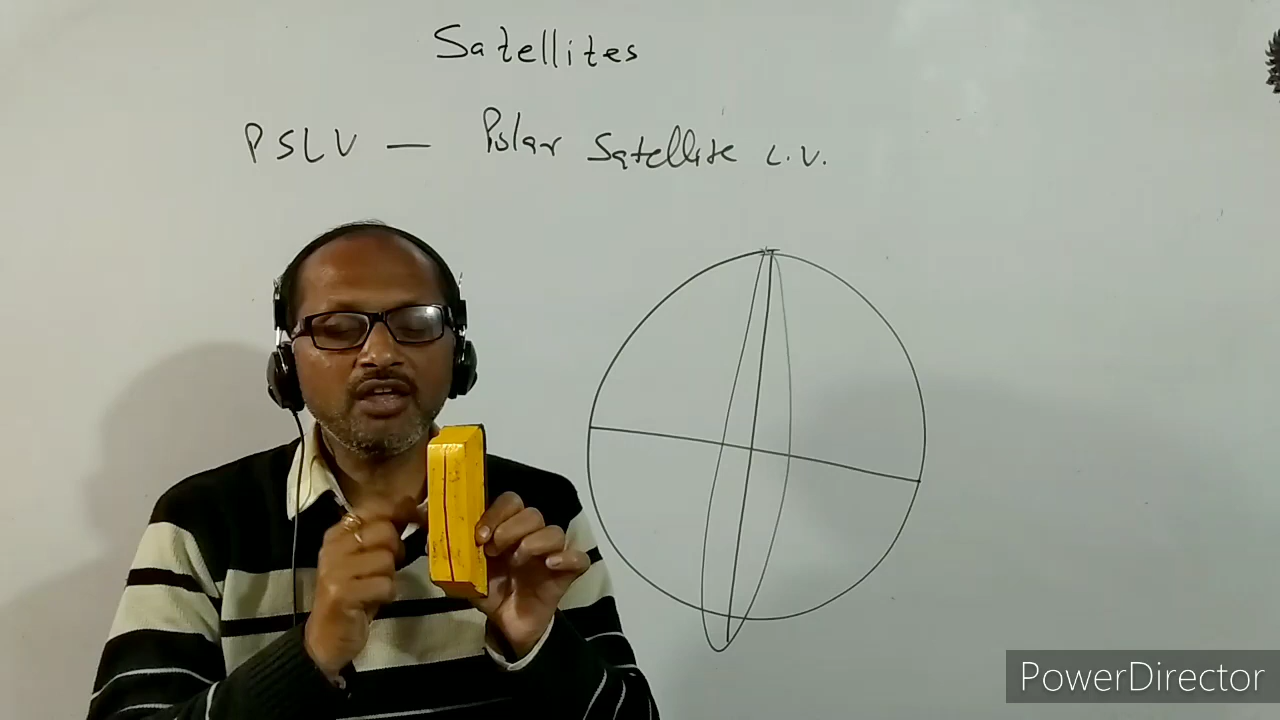 Satellites
PSLV — Polar Satellite L.V.
PowerDirector